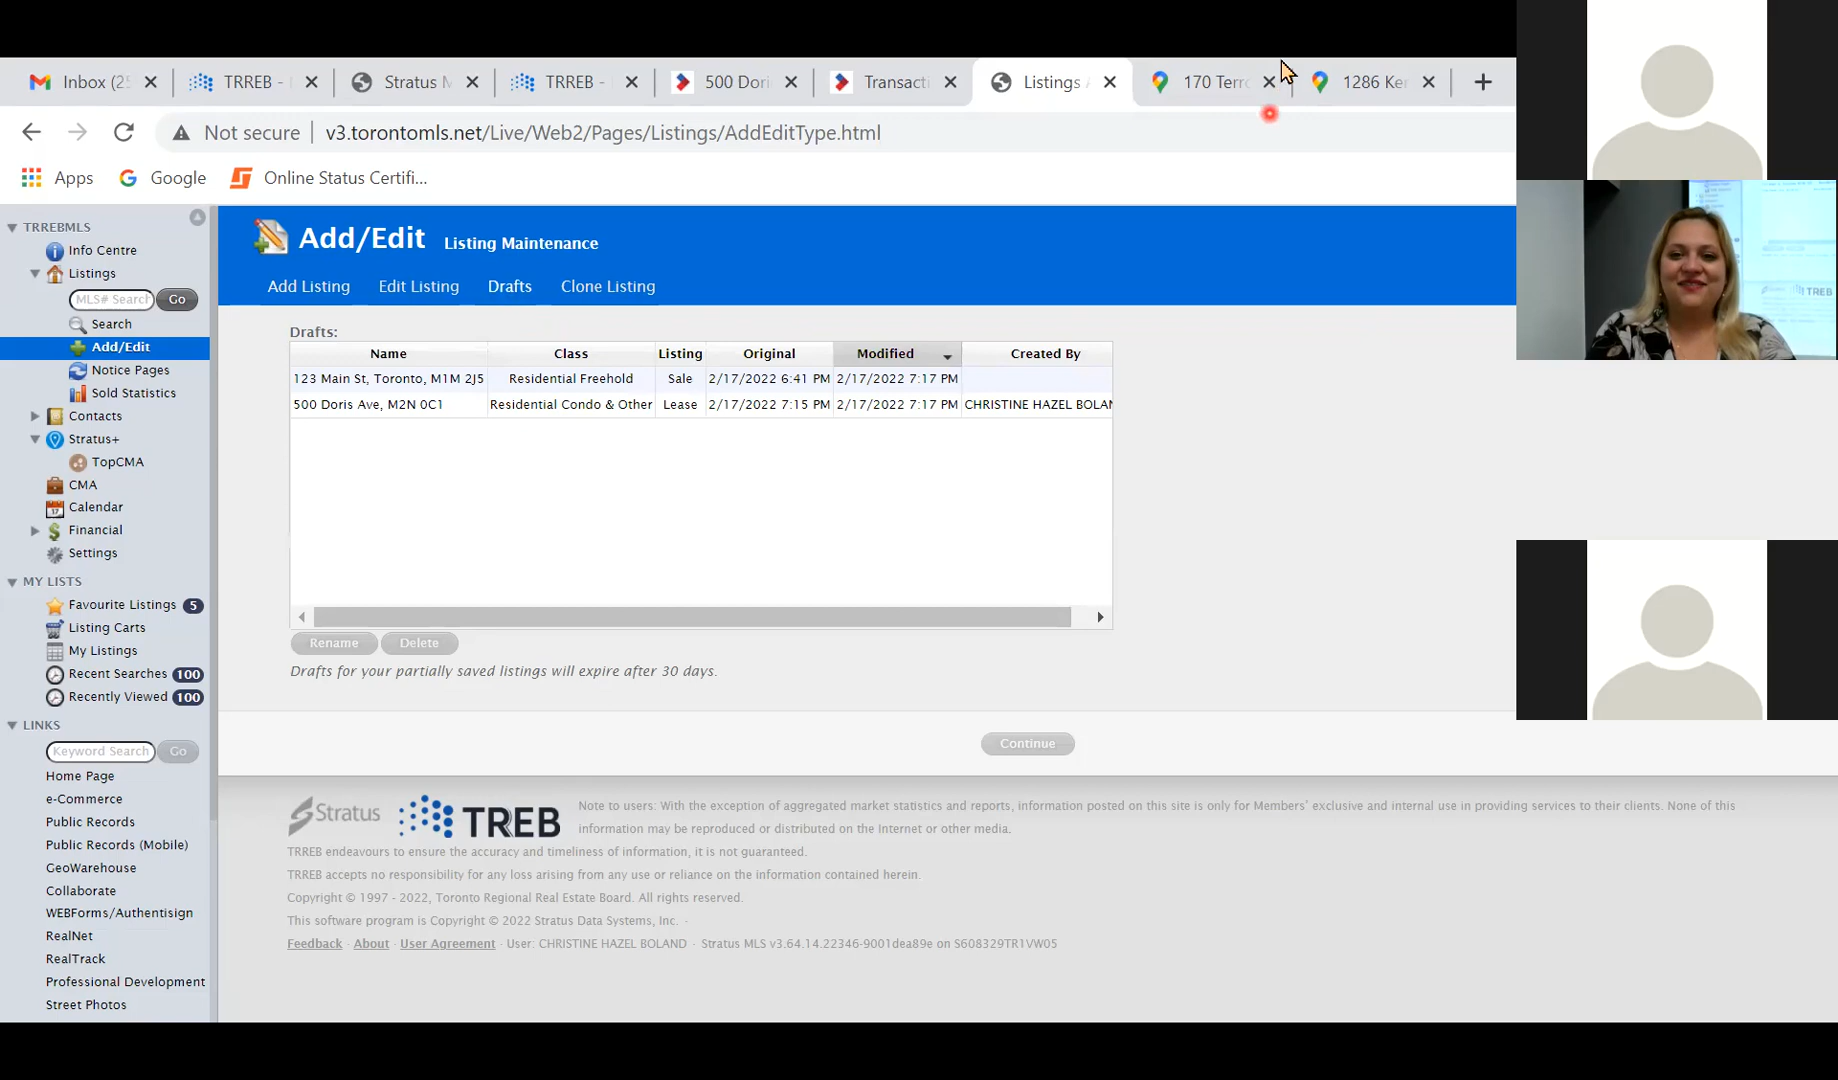 Inbox (25
TRREB -
Stratus M
TRREB -
500 Dori
Transacti
Listings A
170 Terr
1286 Ker
Not secure
v3.torontomls.net/Live/Web2/Pages/Listings/AddEditType.html
Apps
Google
Online Status Certifi...
TRREBMLS
Info Centre
Listings
MLS# Search
Go
Search
Add/Edit
Notice Pages
Sold Statistics
Contacts
Stratus+
TopCMA
CMA
Calendar
Financial
Settings
MY LISTS
Favourite Listings 5
Listing Carts
My Listings
Recent Searches 100
Recently Viewed 100
LINKS
Keyword Search
Go
Home Page
e-Commerce
Public Records
Public Records (Mobile)
GeoWarehouse
Collaborate
WEBForms/Authentisign
RealNet
RealTrack
Professional Development
Street Photos
Add/Edit Listing Maintenance
Add Listing Edit Listing Drafts Clone Listing
Drafts:
Name Class Listing Original Modified Created By
123 Main St, Toronto, M1M 2J5 Residential Freehold Sale 2/17/2022 6:41 PM 2/17/2022 7:17 PM
500 Doris Ave, M2N 0C1 Residential Condo & Other Lease 2/17/2022 7:15 PM 2/17/2022 7:17 PM CHRISTINE HAZEL BOLAN
Rename Delete
Drafts for your partially saved listings will expire after 30 days.
Continue
Stratus
TREB
Note to users: With the exception of aggregated market statistics and reports, information posted on this site is only for Members' exclusive and internal use in providing services to their clients. None of this
information may be reproduced or distributed on the Internet or other media.
TRREB endeavours to ensure the accuracy and timeliness of information, it is not guaranteed.
TRREB accepts no responsibility for any loss arising from any use or reliance on the information contained herein.
Copyright © 1997 - 2022, Toronto Regional Real Estate Board. All rights reserved.
This software program is Copyright © 2022 Stratus Data Systems, Inc. ·
Feedback · About · User Agreement · User: CHRISTINE HAZEL BOLAND · Stratus MLS v3.64.14.22346-9001dea89e on S608329TR1VW05
TREB